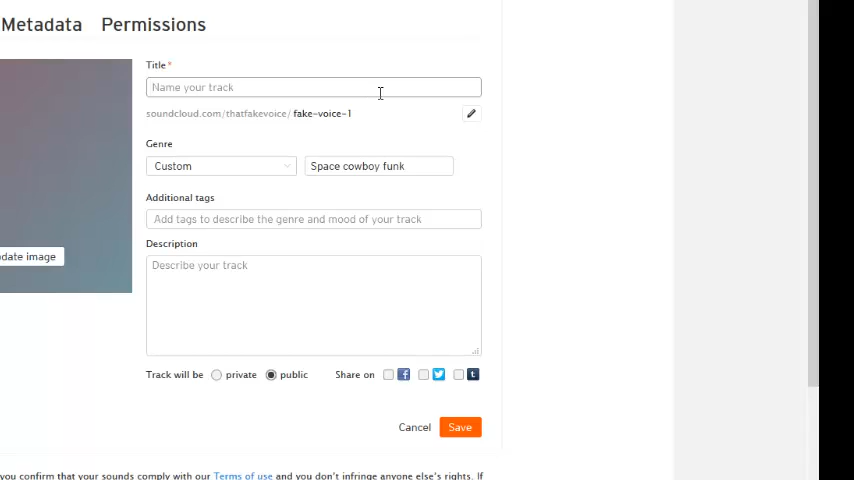 Metadata Permissions
Title*
Name your track
soundcloud.com/thatfakevoice/ fake-voice-1
Genre
Custom Space cowboy funk
Additional tags
Add tags to describe the genre and mood of your track
Description
Describe your track
date image
Track will be private public Share on f t
Cancel Save
you confirm that your sounds comply with our Terms of use and you don't infringe anyone else's rights. If